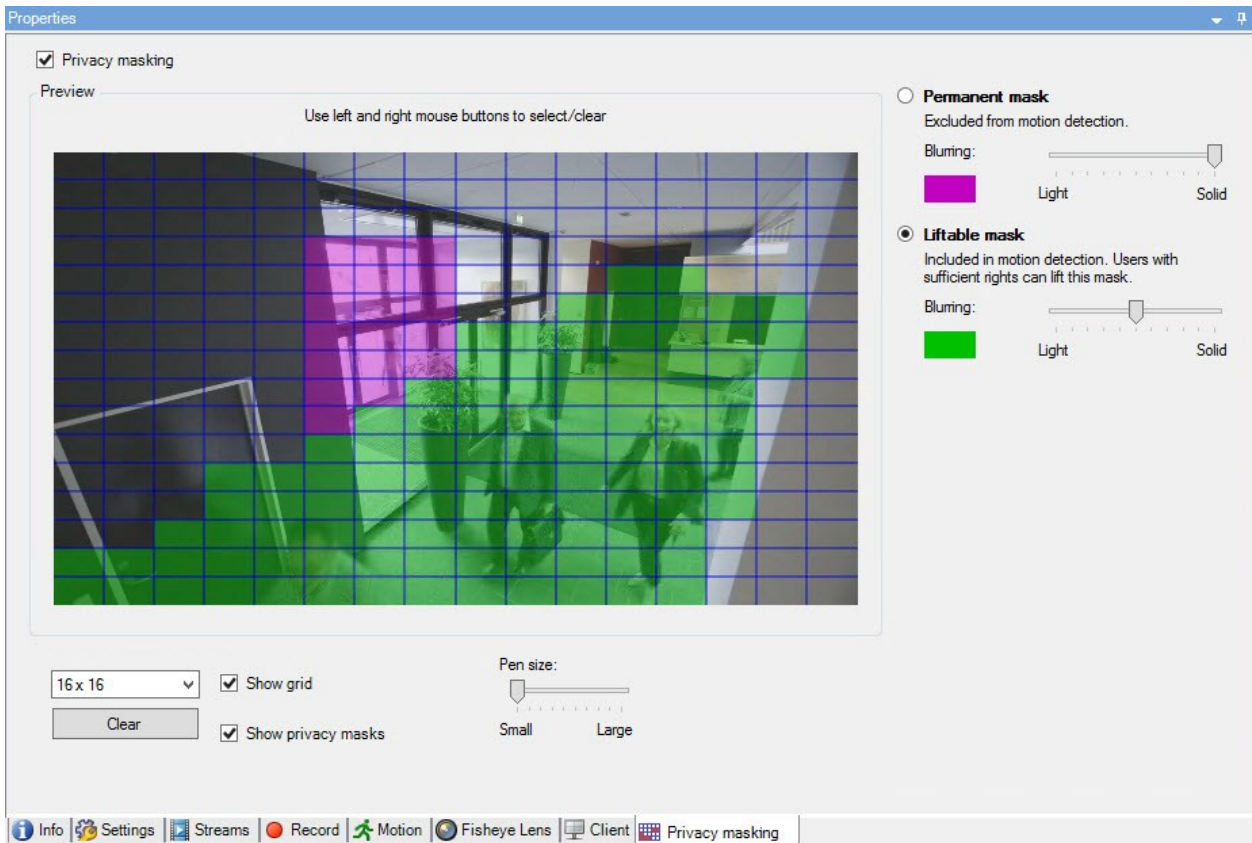 Properties
Privacy masking
Preview
Use left and right mouse buttons to select/clear
Permanent mask
Excluded from motion detection.
Blurring:
Light Solid
Liftable mask
Included in motion detection. Users with
sufficient rights can lift this mask.
Blurring:
Light Solid
16 x 16
Show grid
Clear
Show privacy masks
Pen size:
Small Large
Info Settings Streams Record Motion Fisheye Lens Client Privacy masking